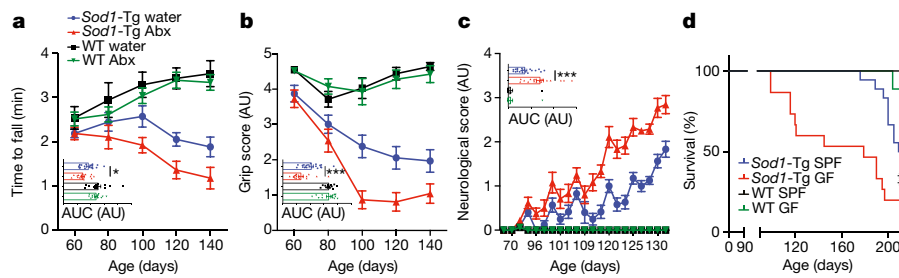 Sod1-Tg water
Sod1-Tg Abx
WT water
WT Abx
a
Time to fall (min)
4
3
2
1
0
*
AUC (AU)
60 80 100 120 140
Age (days)
b
Grip score (AU)
5
4
3
2
1
0
***
AUC (AU)
60 80 100 120 140
Age (days)
c
Neurological score (AU)
4
3
2
1
0
***
AUC (AU)
70 96 101 109 119 125 130
Age (days)
d
Survival (%)
100
50
0
Sod1-Tg SPF
Sod1-Tg GF
WT SPF
WT GF
0 90 120 200
Age (days)